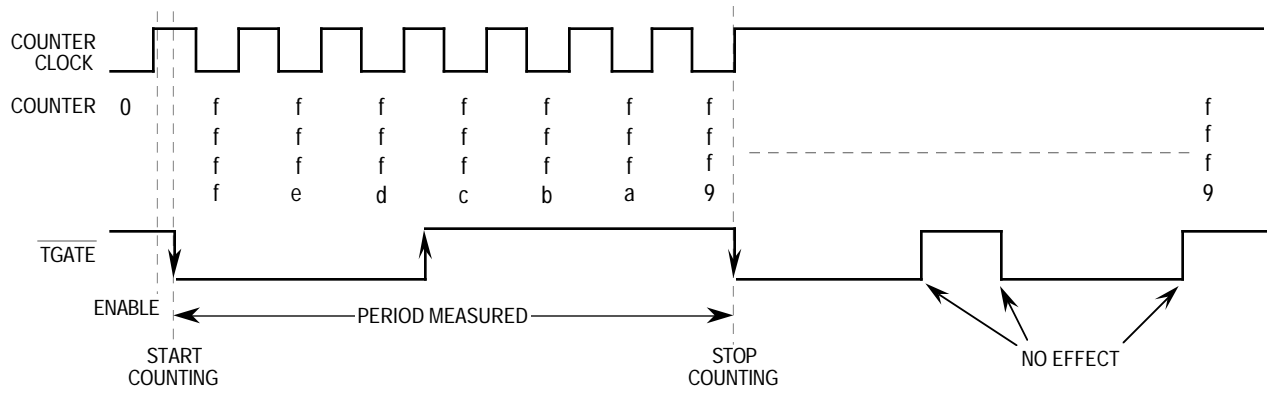 COUNTER
CLOCK
COUNTER 0 f f f f f f f f
f f f f f f f f
f f f f f f f f
f e d c b a 9 9
TGATE
ENABLE
PERIOD MEASURED
START
COUNTING
STOP
COUNTING
NO EFFECT